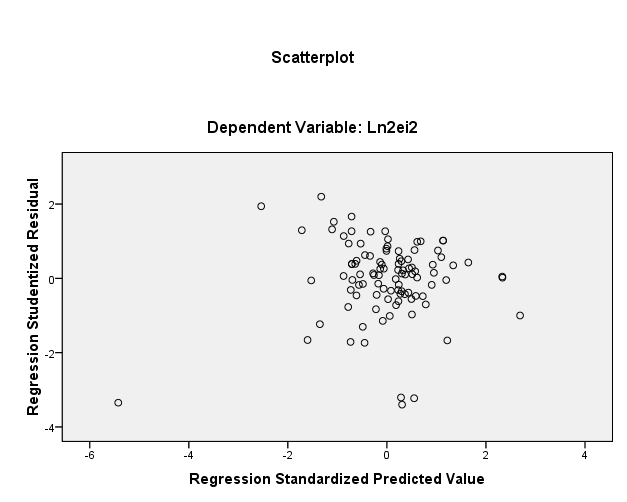 Scatterplot
Dependent Variable: Ln2ei2
Regression Studentized Residual
2
0
-2
-4
-6
-4
-2
0
2
4
Regression Standardized Predicted Value